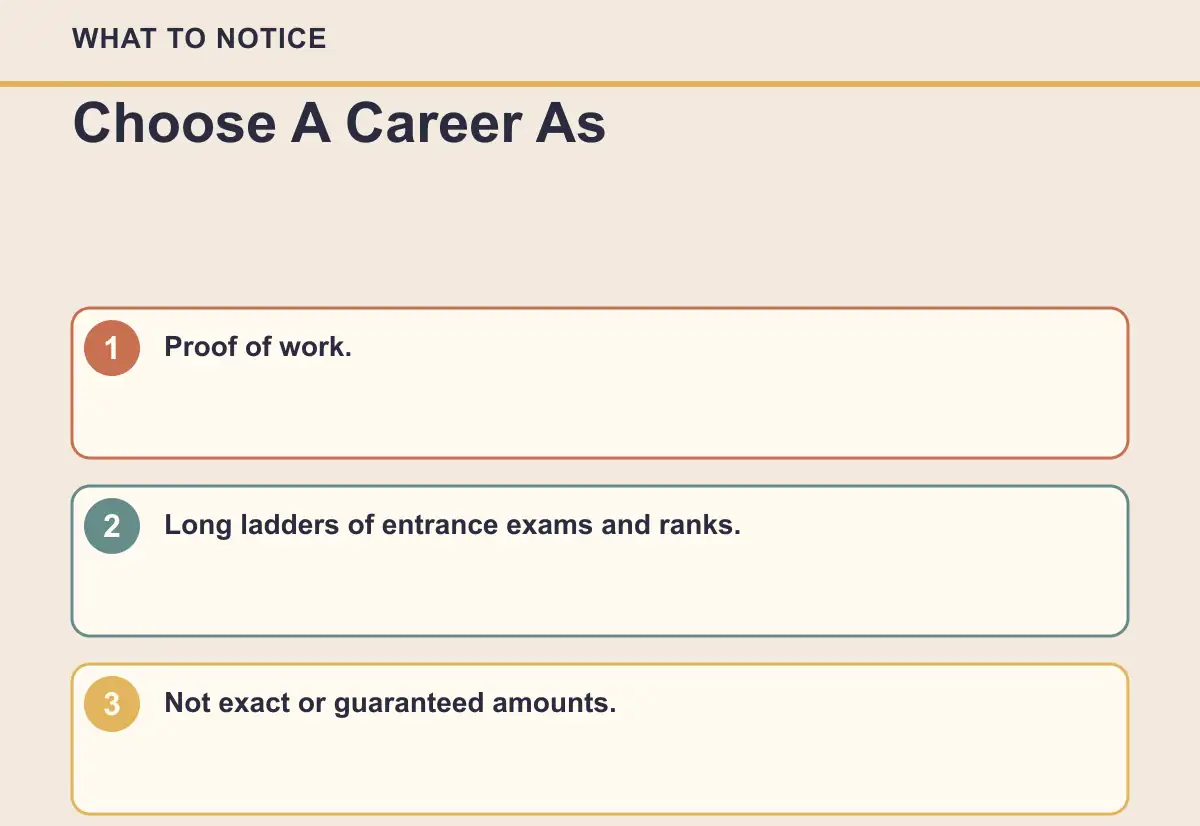 WHAT TO NOTICE
Choose A Career As
1 Proof of work.
2 Long ladders of entrance exams and ranks.
3 Not exact or guaranteed amounts.